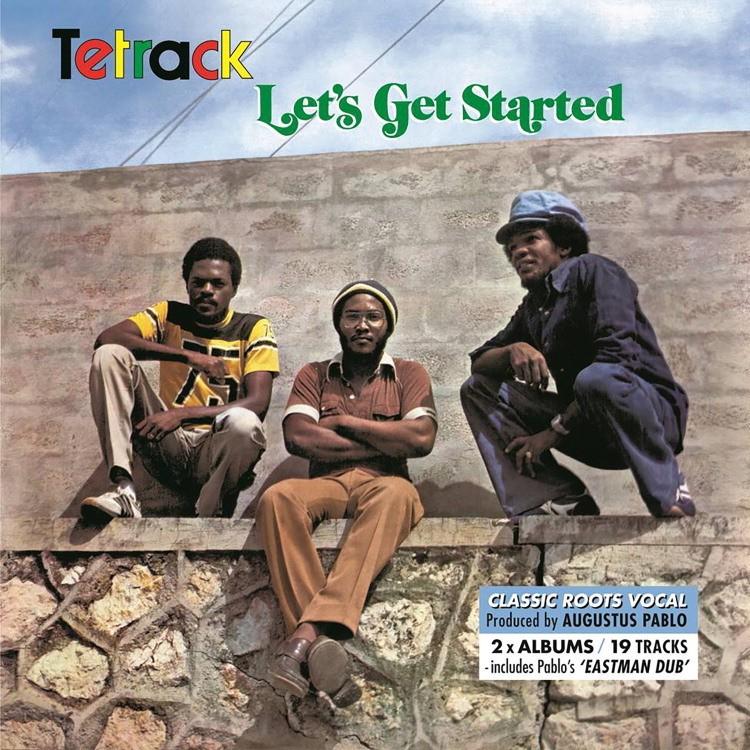 Tetrack
Let's Get Started
75
CLASSIC ROOTS VOCAL
Produced by AUGUSTUS PABLO
2 x ALBUMS / 19 TRACKS
- includes Pablo's 'EASTMAN DUB'